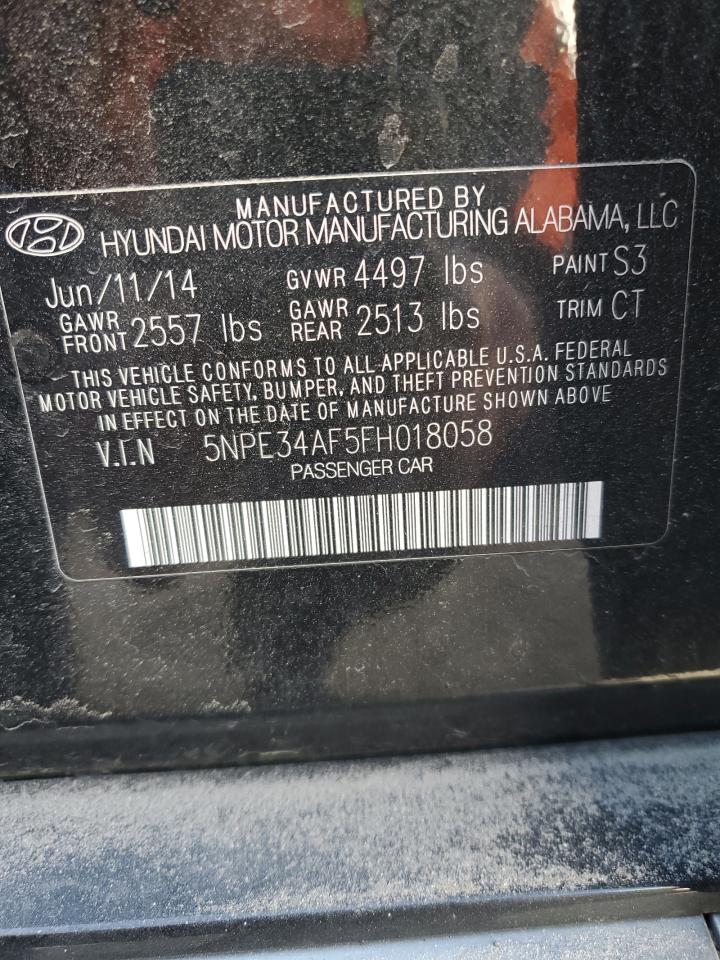 MANUFACTURED BY
HYUNDAI MOTOR MANUFACTURING ALABAMA, LLC
Jun/11/14 GVWR 4497 lbs PAINT S3
GAWR FRONT 2557 lbs GAWR REAR 2513 lbs TRIM CT
THIS VEHICLE CONFORMS TO ALL APPLICABLE U.S.A. FEDERAL
MOTOR VEHICLE SAFETY, BUMPER, AND THEFT PREVENTION STANDARDS
IN EFFECT ON THE DATE OF MANUFACTURE SHOWN ABOVE
V.I.N 5NPE34AF5FH018058
PASSENGER CAR